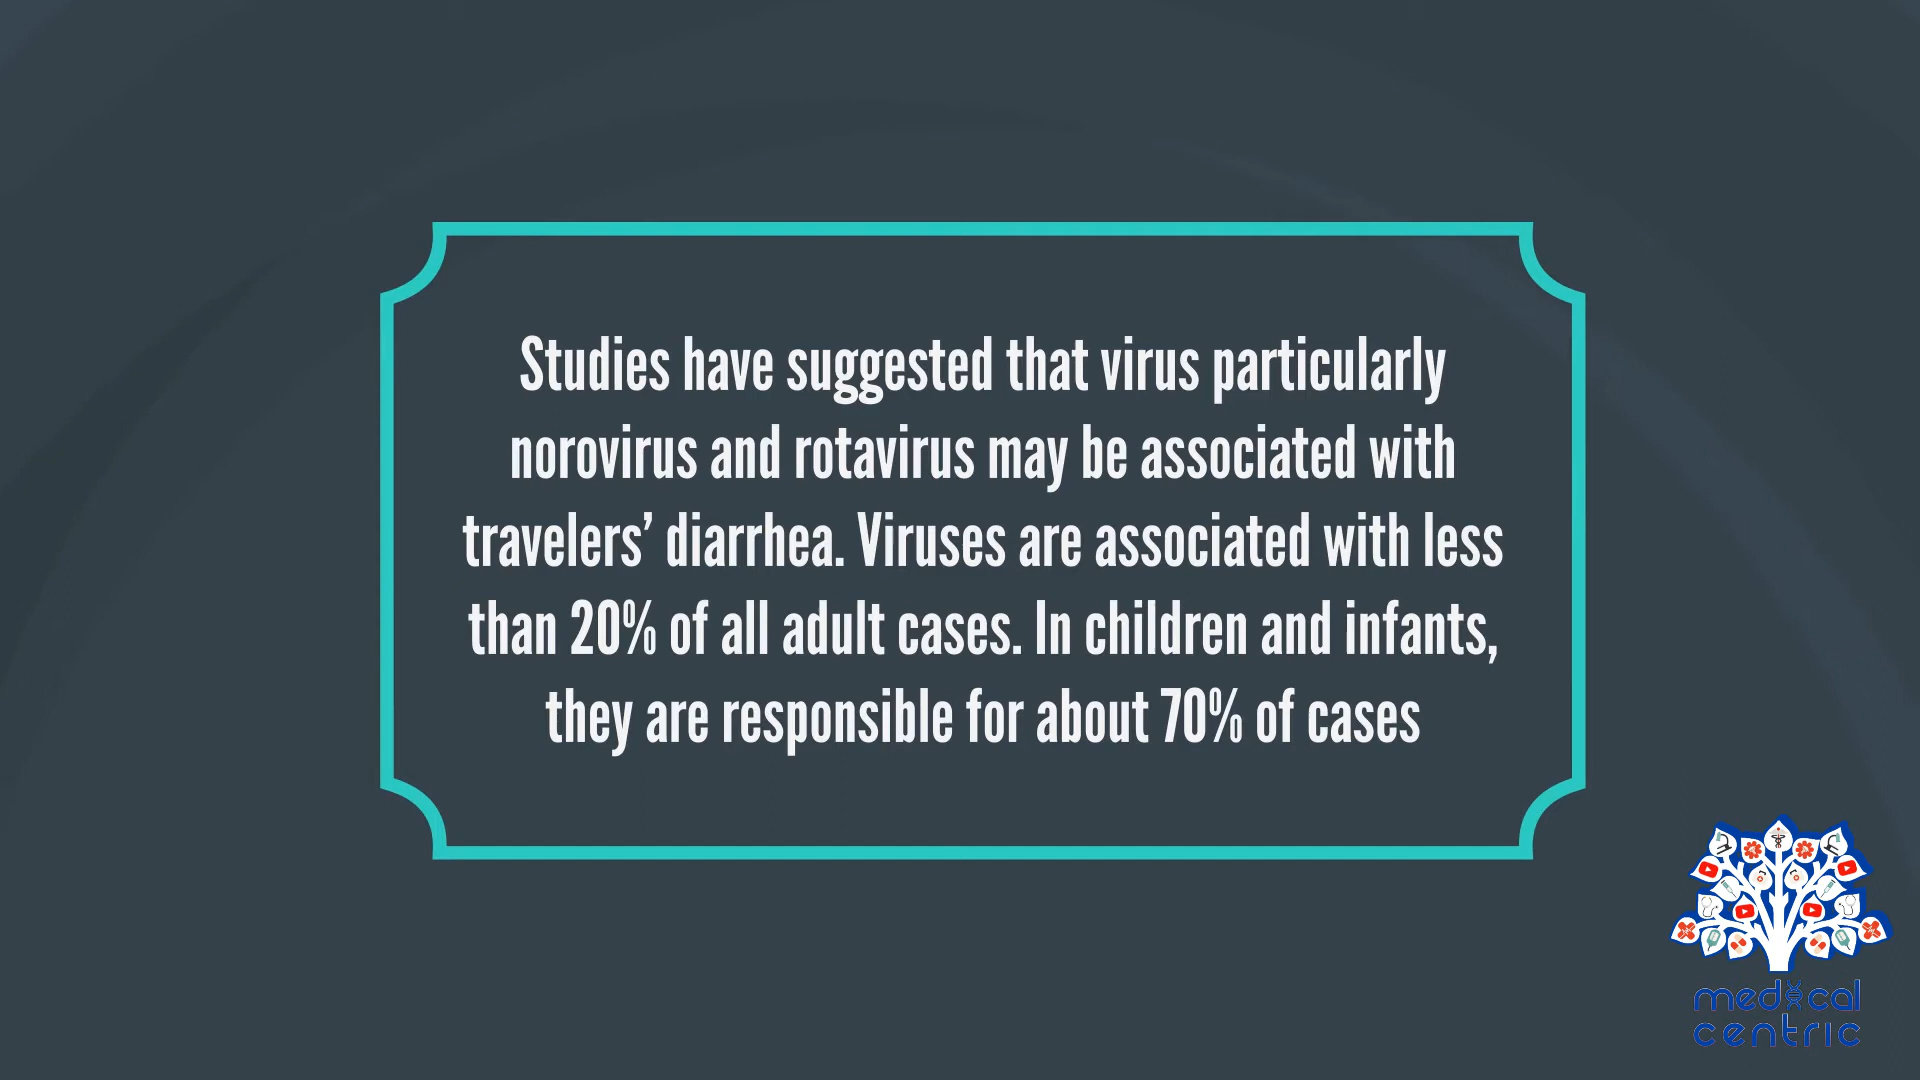 Studies have suggested that virus particularly
norovirus and rotavirus may be associated with
travelers’ diarrhea. Viruses are associated with less
than 20% of all adult cases. In children and infants,
they are responsible for about 70% of cases
medical
centric